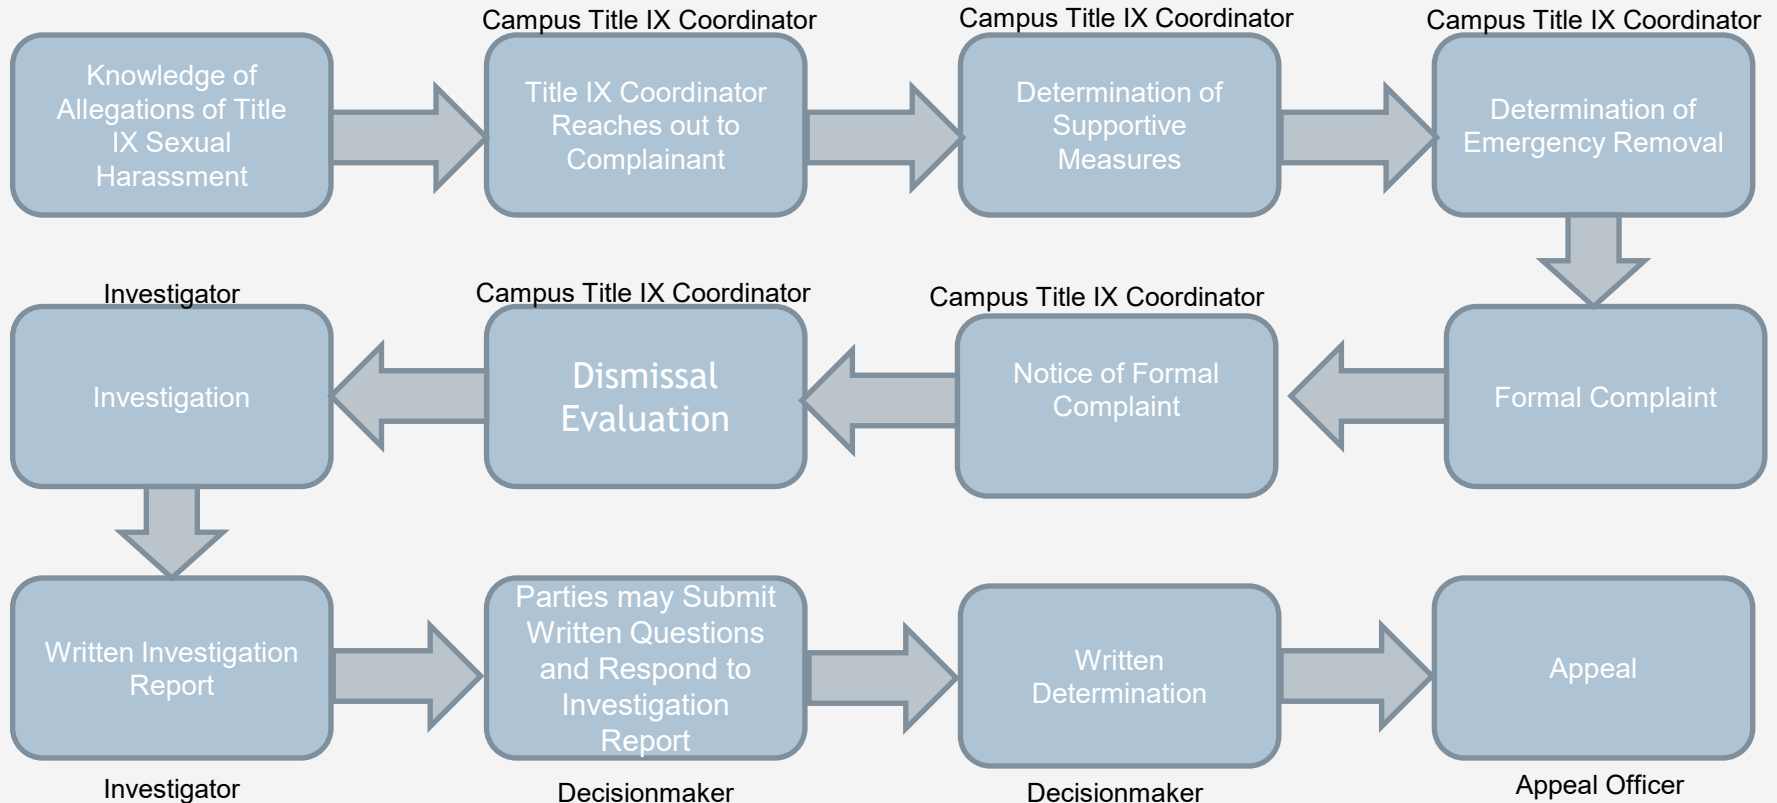 Campus Title IX Coordinator
Campus Title IX Coordinator
Campus Title IX Coordinator
Knowledge of
Allegations of Title
IX Sexual
Harassment
Title IX Coordinator
Reaches out to
Complainant
Determination of
Supportive
Measures
Determination of
Emergency Removal
Investigator
Campus Title IX Coordinator
Campus Title IX Coordinator
Investigation
Dismissal
Evaluation
Notice of Formal
Complaint
Formal Complaint
Written Investigation
Report
Parties may Submit
Written Questions
and Respond to
Investigation
Report
Written
Determination
Appeal
Investigator
Decisionmaker
Decisionmaker
Appeal Officer